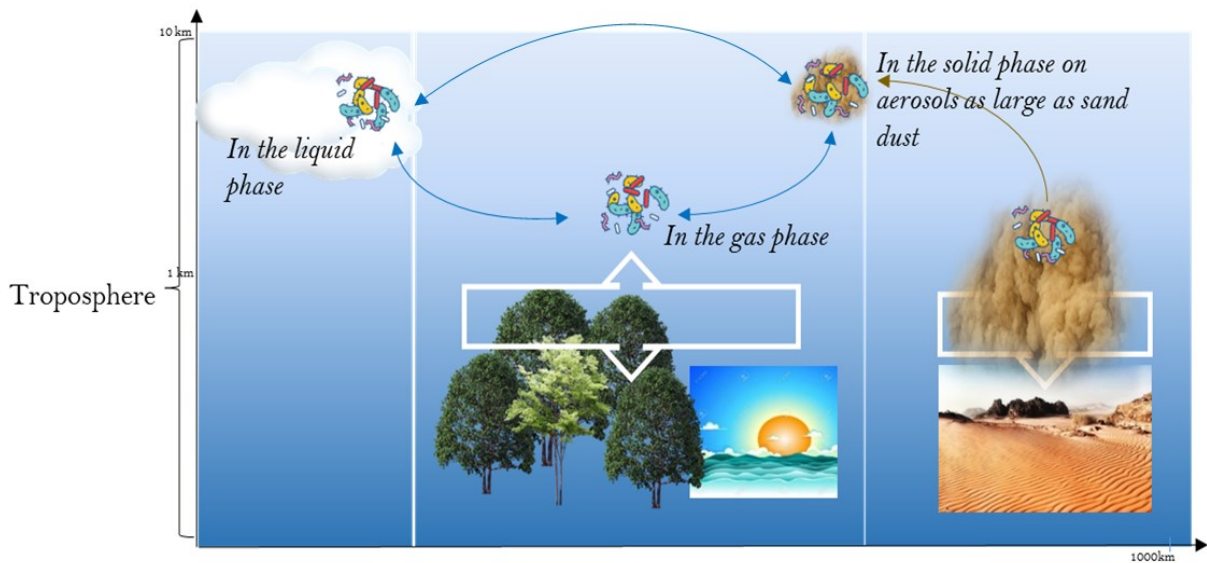 10 km
In the solid phase on
aerosols as large as sand
dust
In the liquid
phase
In the gas phase
1 km
Troposphere
1000km